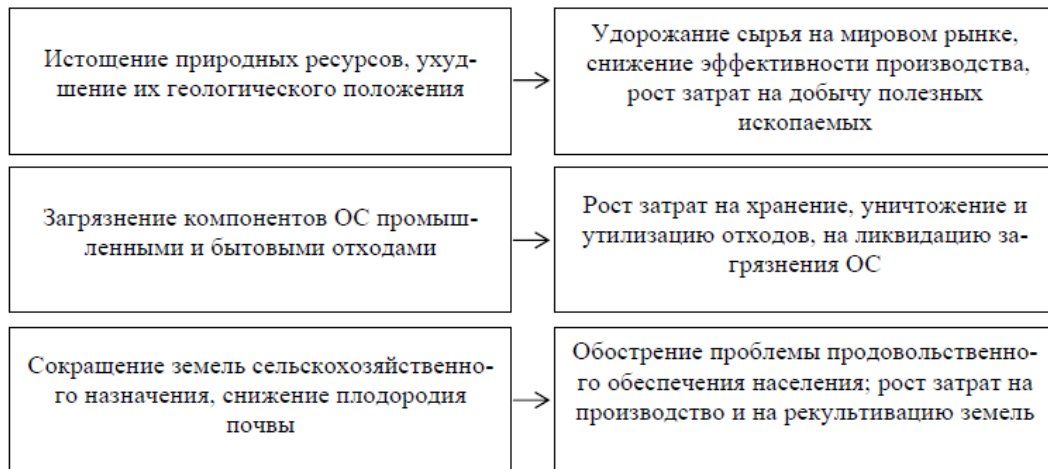 Истощение природных ресурсов, ухуд-
шение их геологического положения
Удорожание сырья на мировом рынке,
снижение эффективности производства,
рост затрат на добычу полезных
ископаемых
Загрязнение компонентов ОС промыш-
ленными и бытовыми отходами
Рост затрат на хранение, уничтожение и
утилизацию отходов, на ликвидацию за-
грязнения ОС
Сокращение земель сельскохозяйственно-
го назначения, снижение плодородия
почвы
Обострение проблемы продовольственно-
го обеспечения населения; рост затрат на
производство и на рекультивацию земель